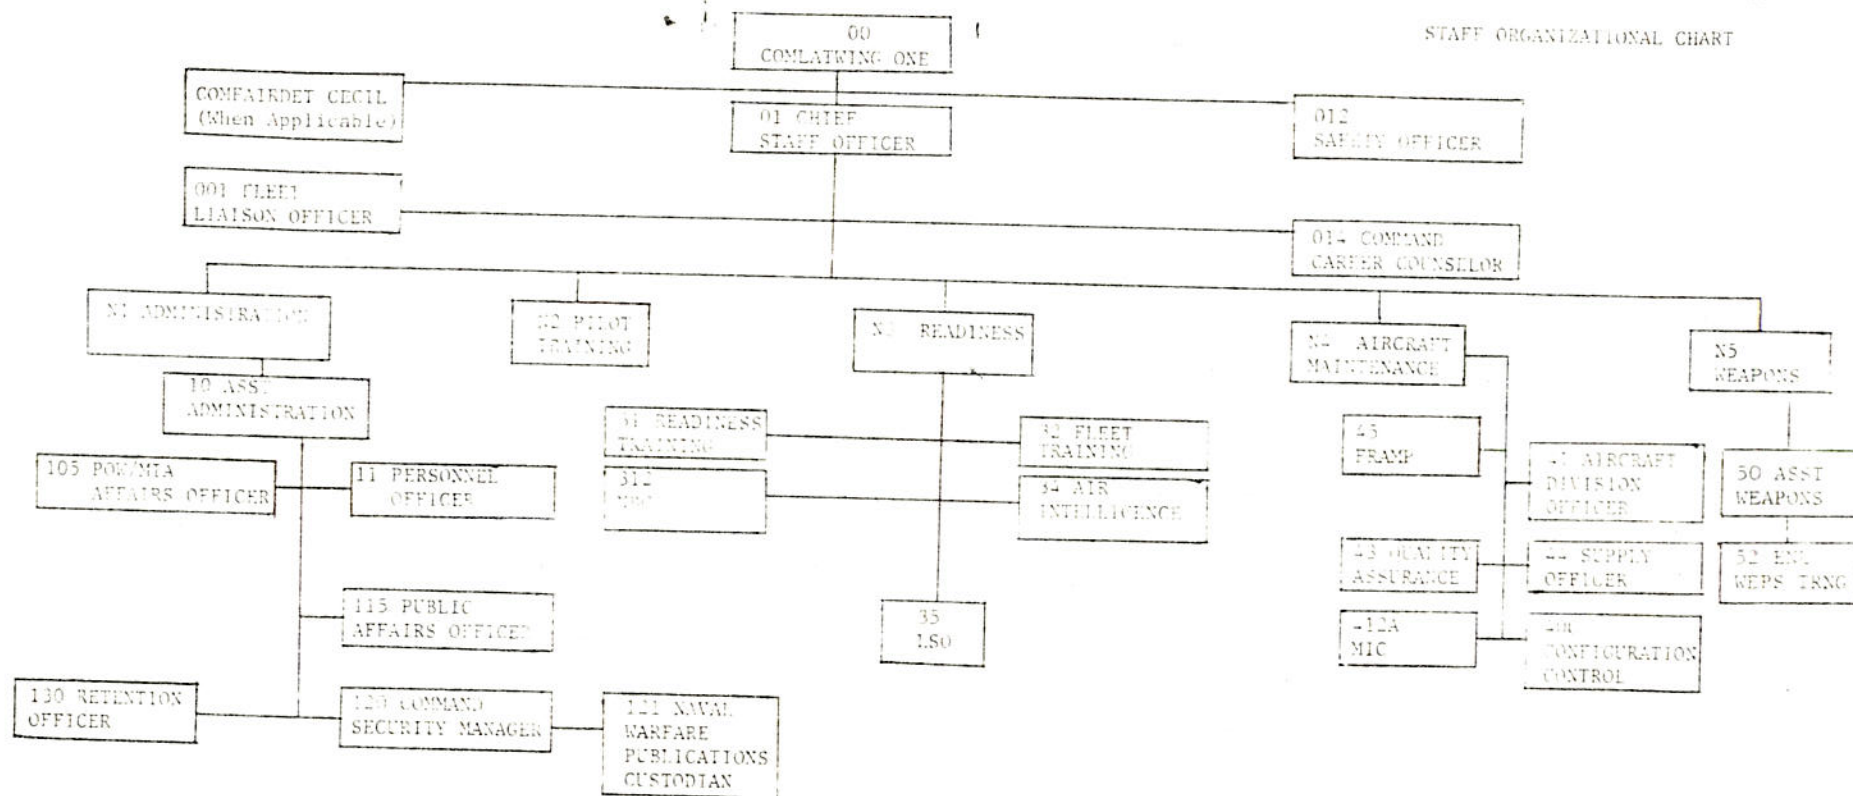 STAFF ORGANIZATIONAL CHART
00
COMLATWING ONE
COMFAIRDET CECIL
(When Applicable)
01 CHIEF
STAFF OFFICER
012
SAFETY OFFICER
001 FLEET
LIAISON OFFICER
014 COMMAND
CAREER COUNSELOR
N1 ADMINISTRATION
N2 PILOT
TRAINING
READINESS
N4 AIRCRAFT
MAINTENANCE
N5
WEAPONS
10 ASST
ADMINISTRATION
31 READINESS
TRAINING
32 FLEET
TRAINING
45
FRAMP
41 AIRCRAFT
DIVISION
OFFICER
50 ASST
WEAPONS
105 POW/MIA
AFFAIRS OFFICER
11 PERSONNEL
OFFICER
312
34 AIR
INTELLIGENCE
43 QUALITY
ASSURANCE
44 SUPPLY
OFFICER
52 ENL
WEPS TRNG
115 PUBLIC
AFFAIRS OFFICER
35
LSO
412A
MIC
CONFIGURATION
CONTROL
130 RETENTION
OFFICER
120 COMMAND
SECURITY MANAGER
121 NAVAL
WARFARE
PUBLICATIONS
CUSTODIAN